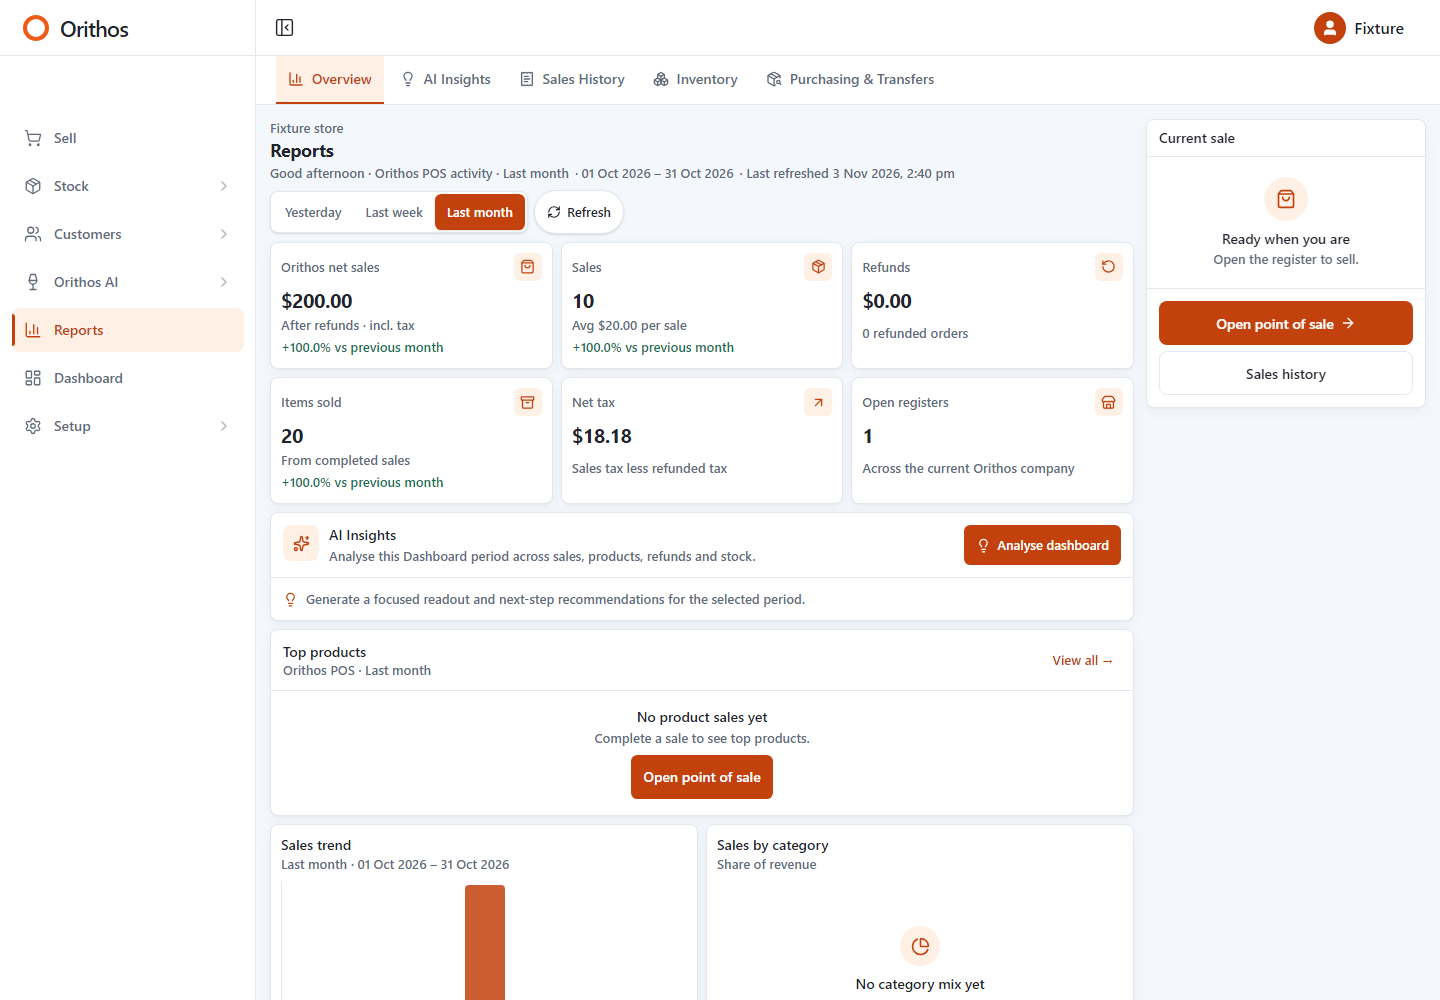 Orithos
Fixture
Sell
Stock
Customers
Orithos AI
Reports
Dashboard
Setup
Overview
AI Insights
Sales History
Inventory
Purchasing & Transfers
Fixture store
Reports
Good afternoon · Orithos POS activity · Last month · 01 Oct 2026 – 31 Oct 2026 · Last refreshed 3 Nov 2026, 2:40 pm
Yesterday
Last week
Last month
Refresh
Orithos net sales
$200.00
After refunds · incl. tax
+100.0% vs previous month
Sales
10
Avg $20.00 per sale
+100.0% vs previous month
Refunds
$0.00
0 refunded orders
Items sold
20
From completed sales
+100.0% vs previous month
Net tax
$18.18
Sales tax less refunded tax
Open registers
1
Across the current Orithos company
AI Insights
Analyse this Dashboard period across sales, products, refunds and stock.
Analyse dashboard
Generate a focused readout and next-step recommendations for the selected period.
Top products
Orithos POS · Last month
View all →
No product sales yet
Complete a sale to see top products.
Open point of sale
Sales trend
Last month · 01 Oct 2026 – 31 Oct 2026
Sales by category
Share of revenue
No category mix yet
Current sale
Ready when you are
Open the register to sell.
Open point of sale
Sales history